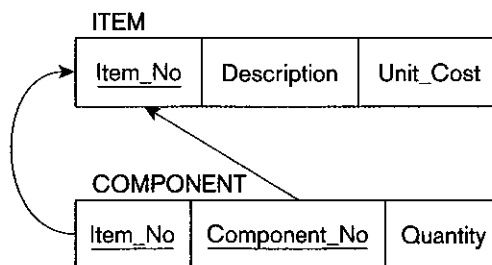 ITEM
Item_No Description Unit_Cost
COMPONENT
Item_No Component_No Quantity